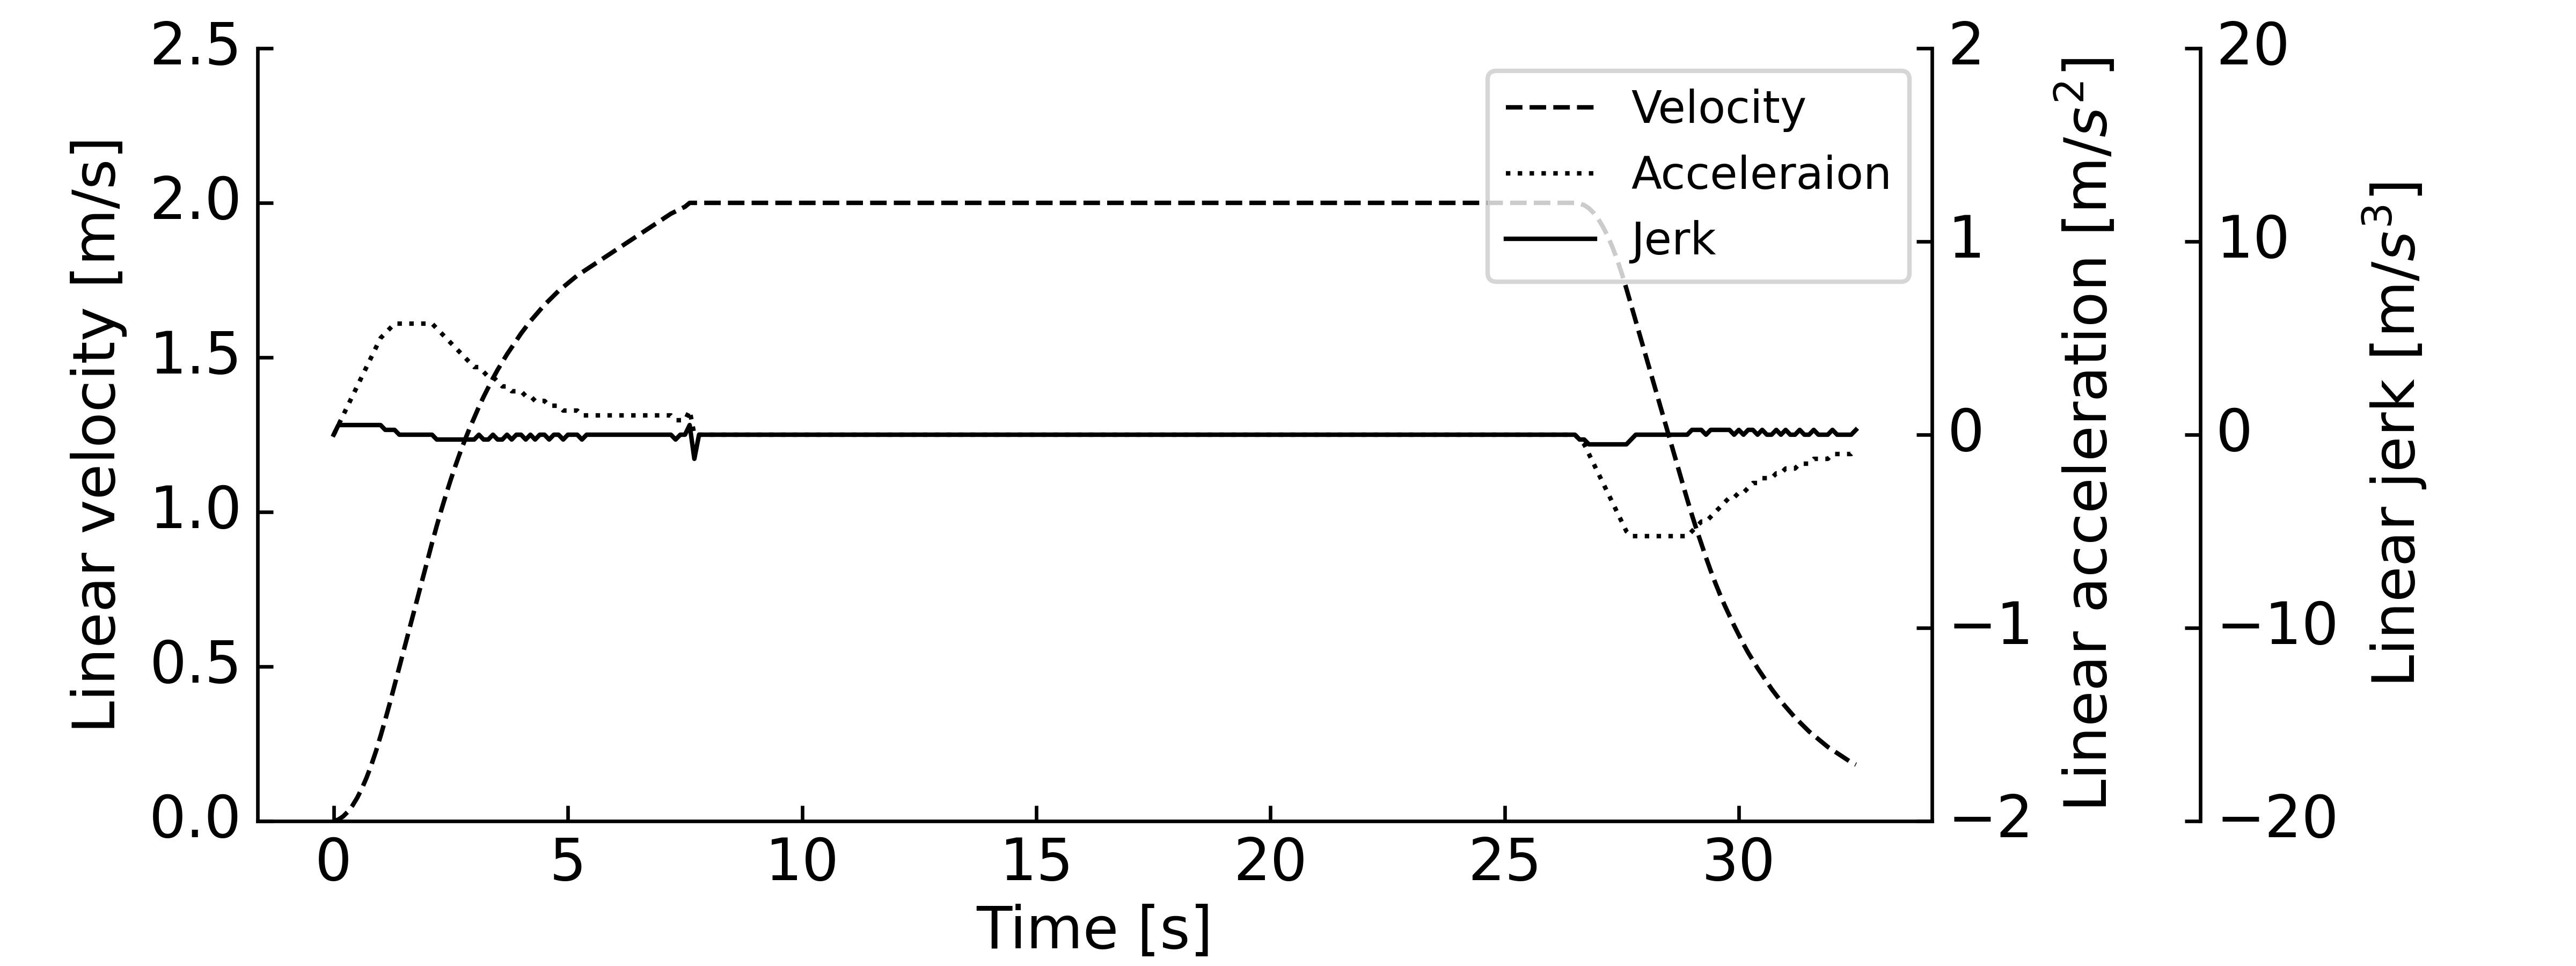 Linear velocity [m/s]
2.5
2.0
1.5
1.0
0.5
0.0
0 5 10 15 20 25 30
Time [s]
Velocity
Acceleraion
Jerk
2
1
0
−1
−2
Linear acceleration [m/s²]
20
10
0
−10
−20
Linear jerk [m/s³]